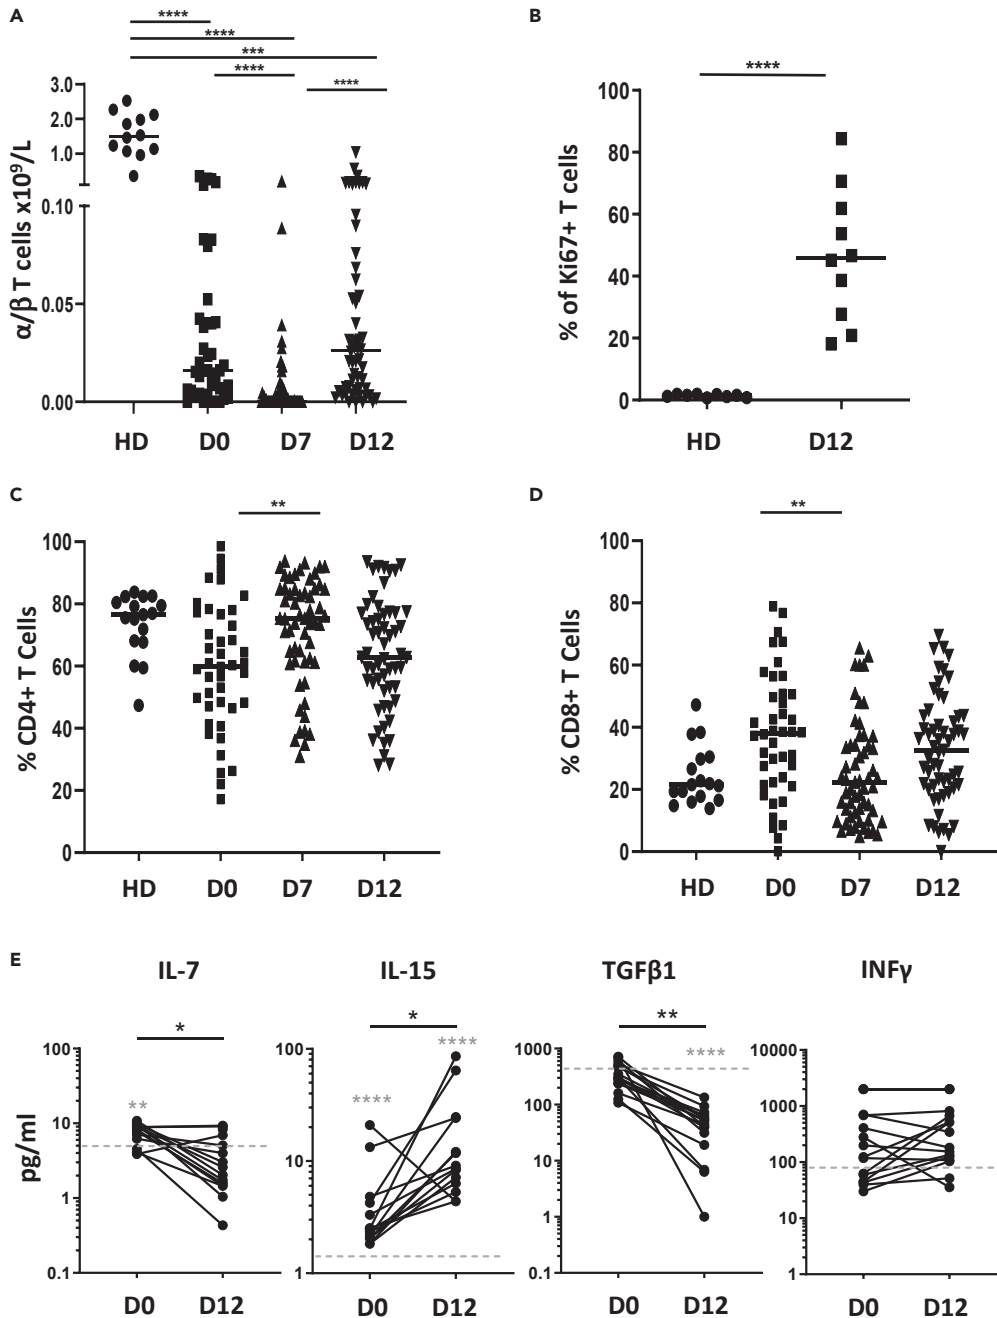 A
****
****
***
****
****
α/β T cells x10⁹/L
3.0
2.0
1.0
0.10
0.05
0.00
HD D0 D7 D12
B
****
% of Ki67+ T cells
100
80
60
40
20
0
HD D12
C
**
% CD4+ T Cells
100
80
60
40
20
0
HD D0 D7 D12
D
**
% CD8+ T Cells
100
80
60
40
20
0
HD D0 D7 D12
E
pg/ml
IL-7
*
**
100
10
1
0.1
D0 D12
IL-15
*
****
****
100
10
1
D0 D12
TGFβ1
**
****
1000
100
10
1
0.1
D0 D12
INFγ
10000
1000
100
10
1
D0 D12